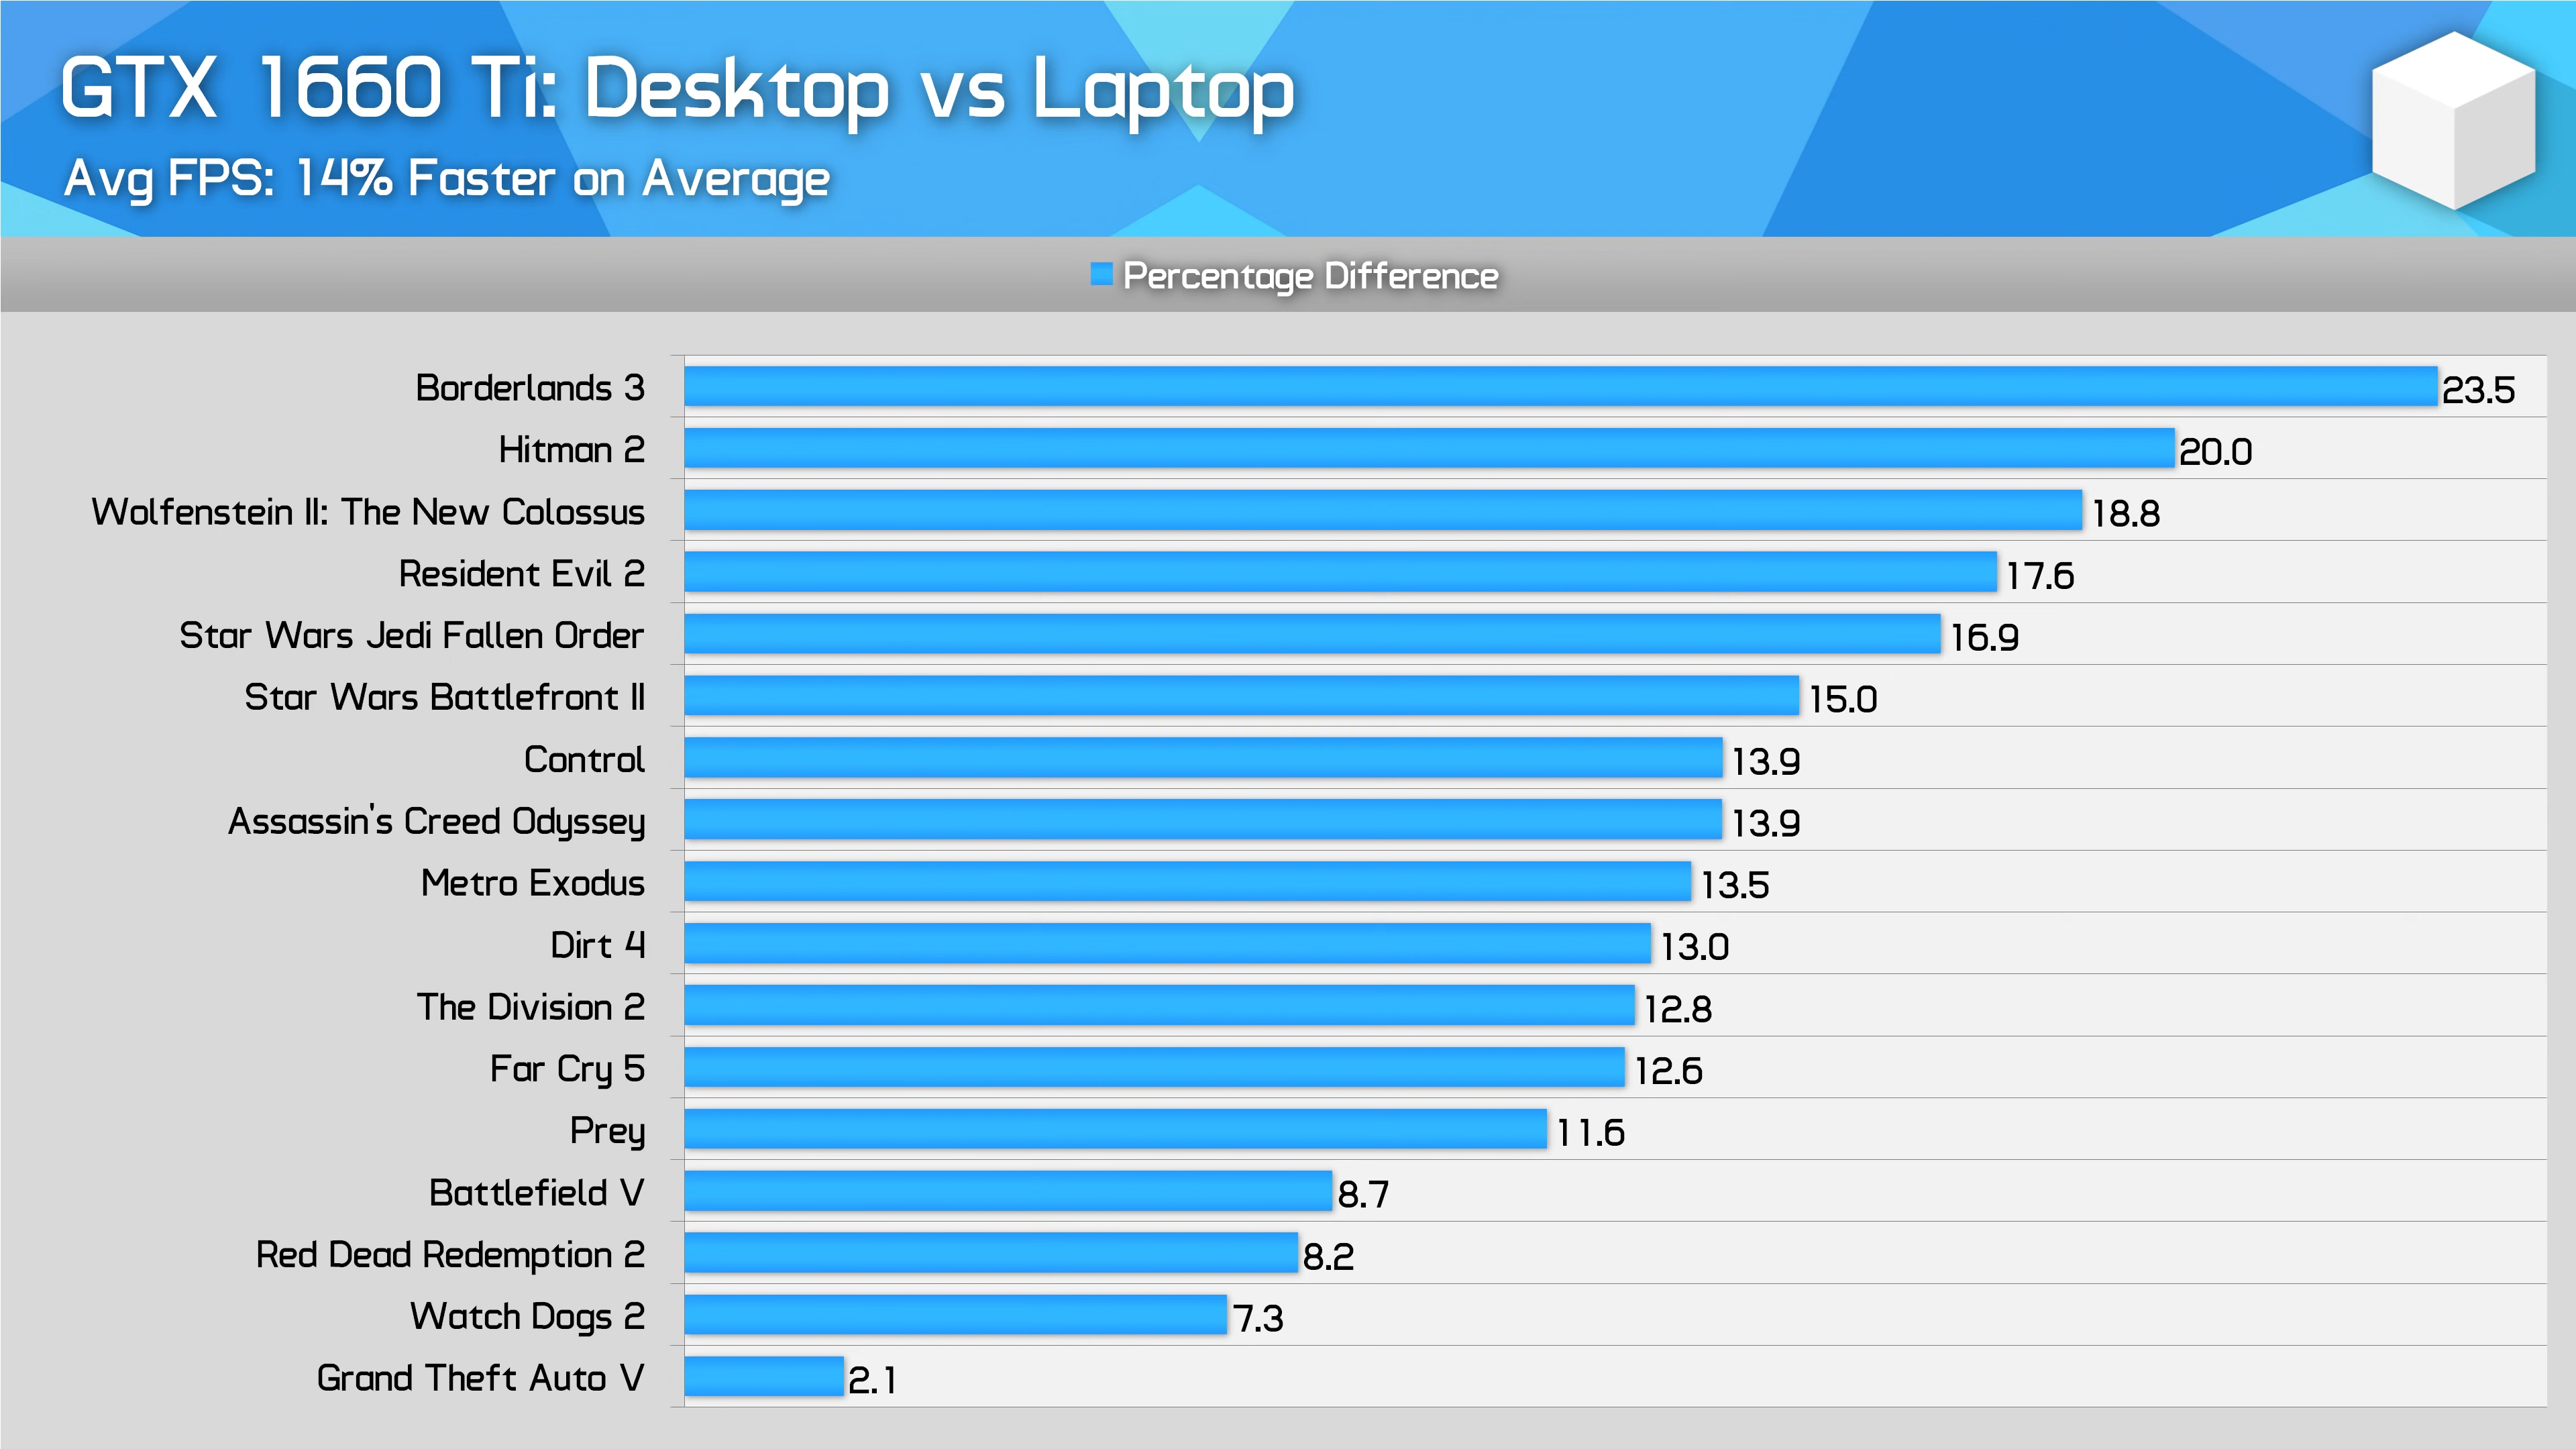 GTX 1660 Ti: Desktop vs Laptop
Avg FPS: 14% Faster on Average
Percentage Difference
Borderlands 3 23.5
Hitman 2 20.0
Wolfenstein II: The New Colossus 18.8
Resident Evil 2 17.6
Star Wars Jedi Fallen Order 16.9
Star Wars Battlefront II 15.0
Control 13.9
Assassin's Creed Odyssey 13.9
Metro Exodus 13.5
Dirt 4 13.0
The Division 2 12.8
Far Cry 5 12.6
Prey 11.6
Battlefield V 8.7
Red Dead Redemption 2 8.2
Watch Dogs 2 7.3
Grand Theft Auto V 2.1